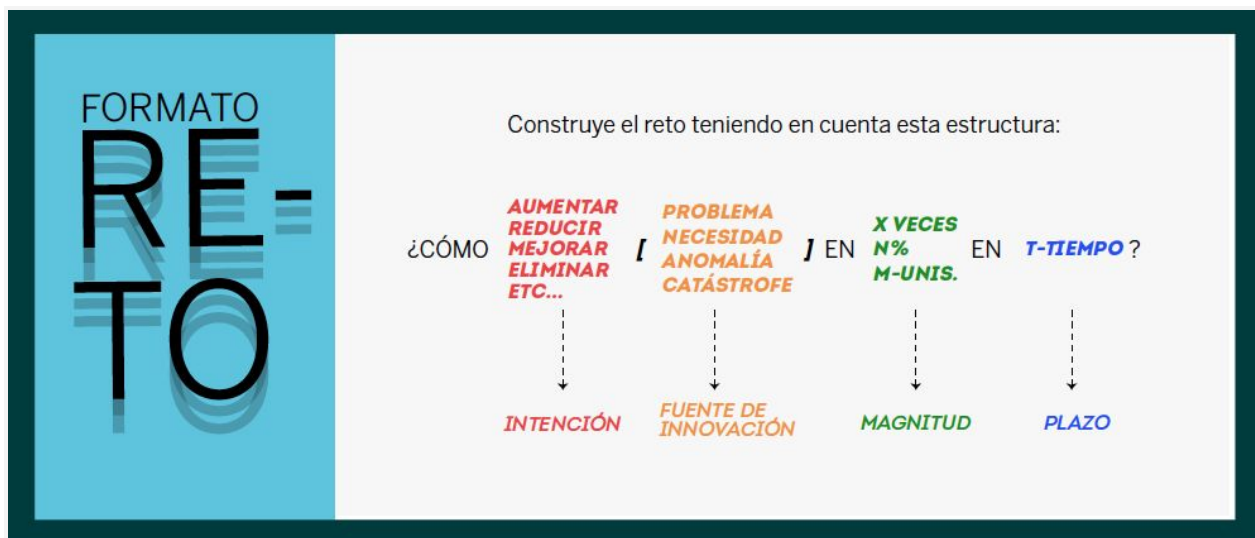 FORMATO
RE-
TO
Construye el reto teniendo en cuenta esta estructura:
¿CÓMO
AUMENTAR
REDUCIR
MEJORAR
ELIMINAR
ETC...
[
PROBLEMA
NECESIDAD
ANOMALÍA
CATÁSTROFE
] EN
X VECES
N%
M-UNIS.
EN
T-TIEMPO ?
INTENCIÓN
FUENTE DE
INNOVACIÓN
MAGNITUD
PLAZO